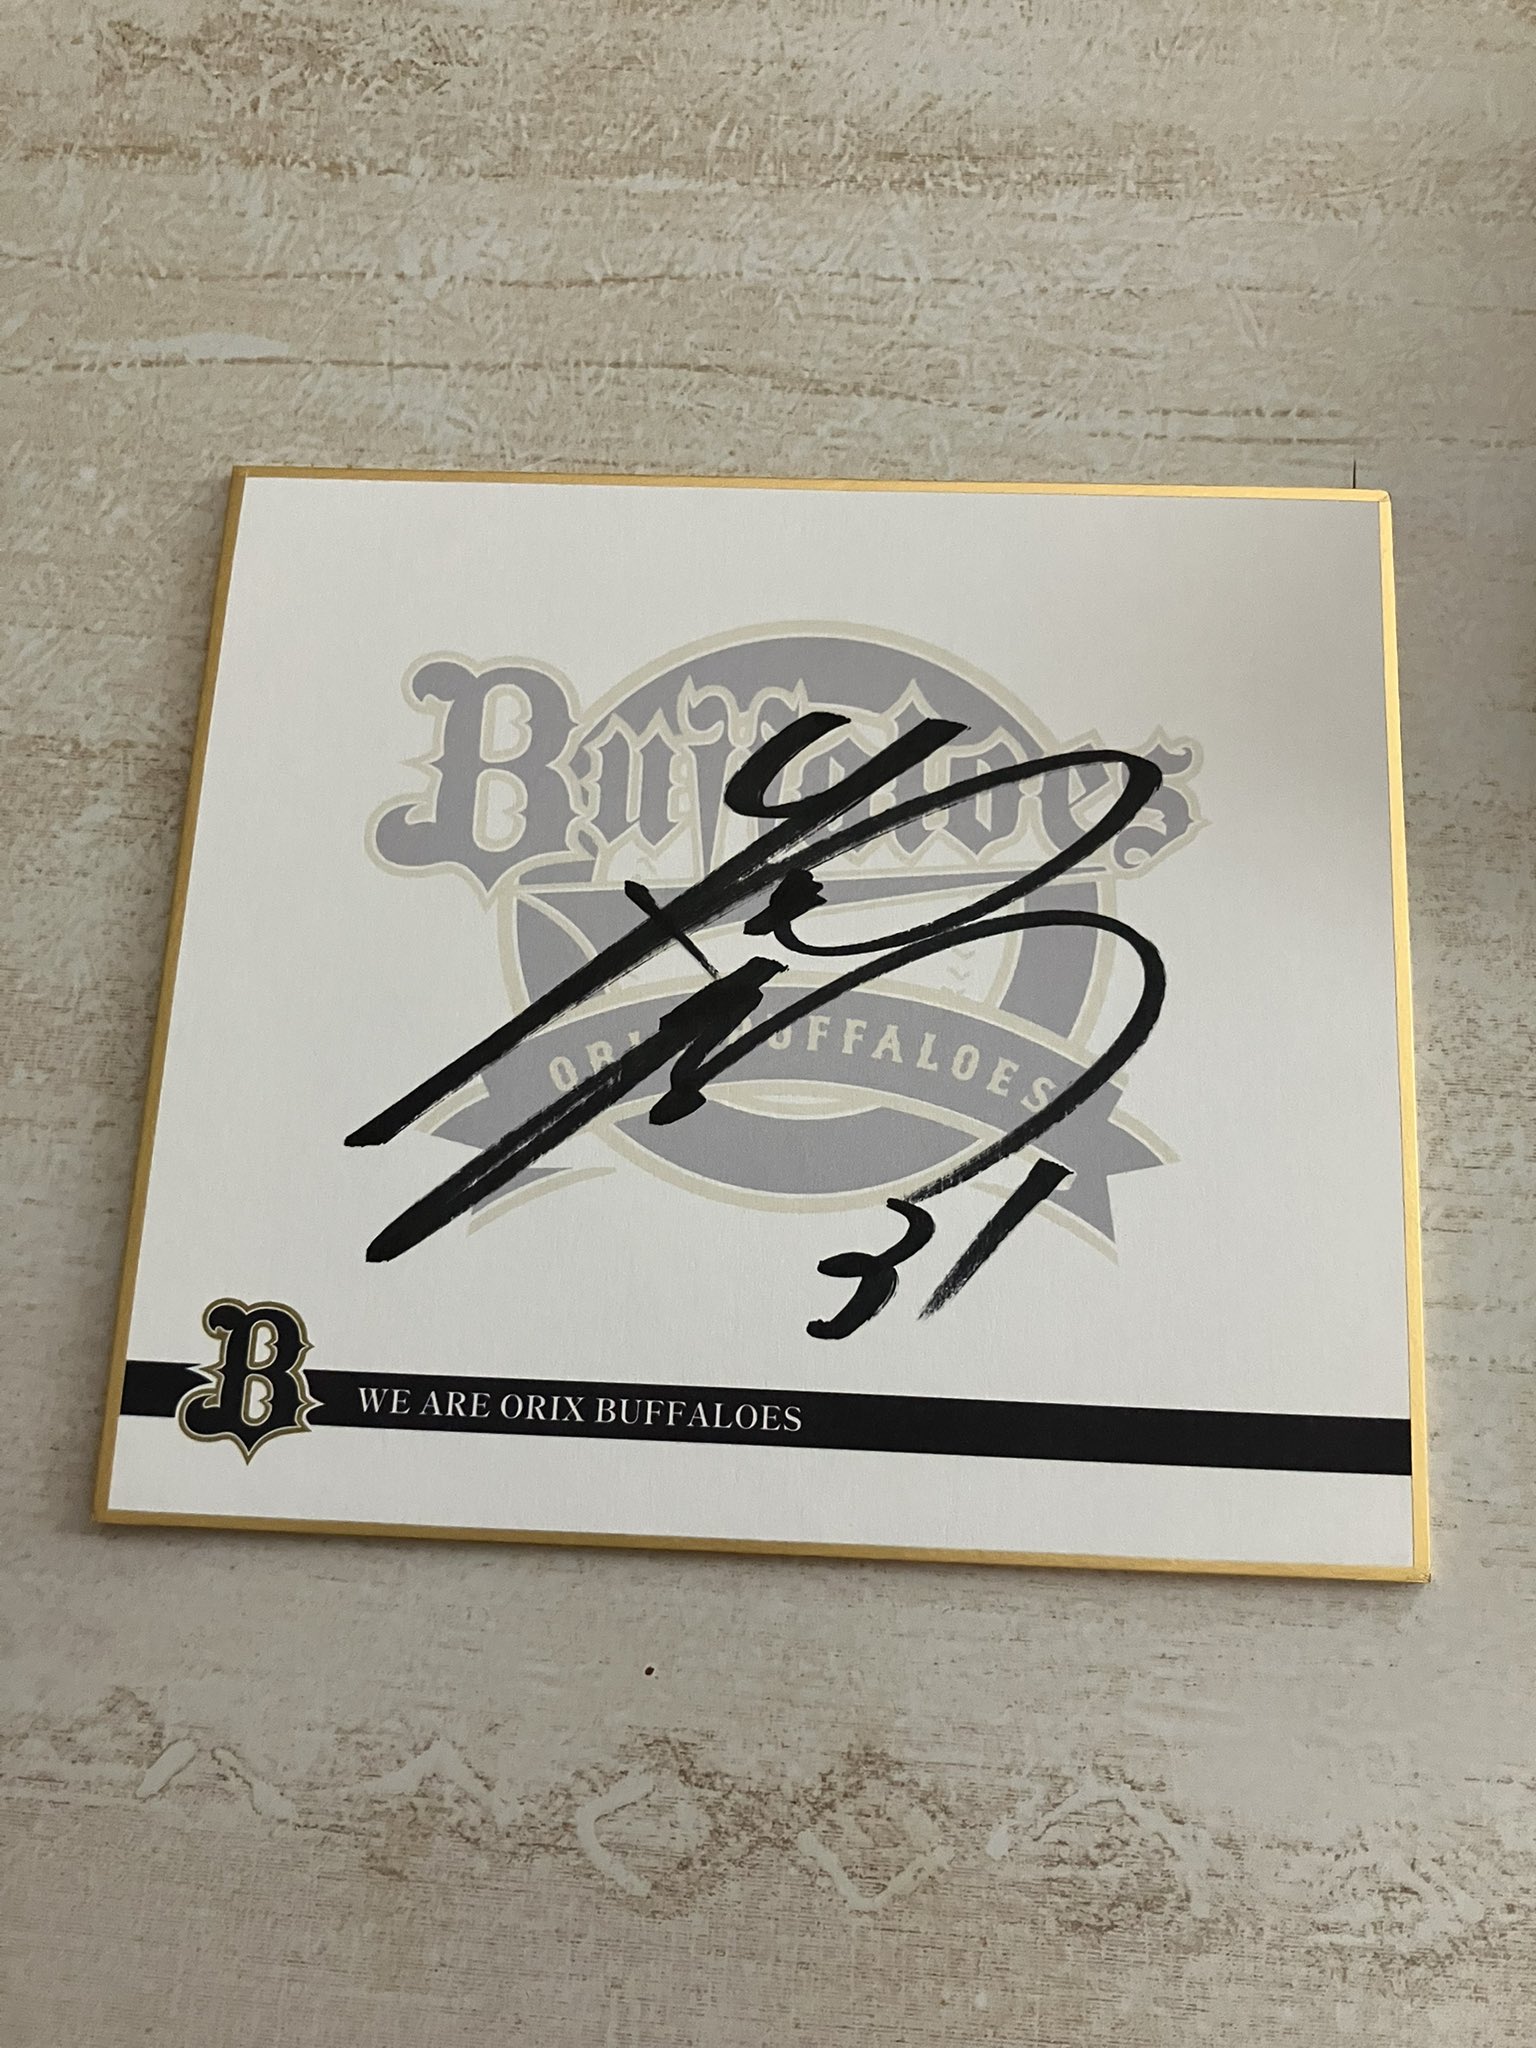 Buffaloes
ORIX BUFFALOES
31
B
WE ARE ORIX BUFFALOES